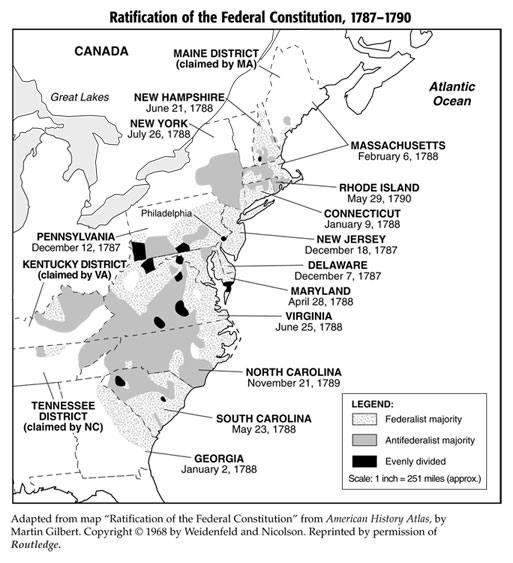 Ratification of the Federal Constitution, 1787–1790
CANADA
MAINE DISTRICT
(claimed by MA)
Great Lakes
Atlantic
Ocean
NEW HAMPSHIRE
June 21, 1788
NEW YORK
July 26, 1788
MASSACHUSETTS
February 6, 1788
RHODE ISLAND
May 29, 1790
Philadelphia
CONNECTICUT
January 9, 1788
PENNSYLVANIA
December 12, 1787
NEW JERSEY
December 18, 1787
KENTUCKY DISTRICT
(claimed by VA)
DELAWARE
December 7, 1787
MARYLAND
April 28, 1788
VIRGINIA
June 25, 1788
NORTH CAROLINA
November 21, 1789
TENNESSEE
DISTRICT
(claimed by NC)
SOUTH CAROLINA
May 23, 1788
GEORGIA
January 2, 1788
LEGEND:
Federalist majority
Antifederalist majority
Evenly divided
Scale: 1 inch = 251 miles (approx.)
Adapted from map “Ratification of the Federal Constitution” from American History Atlas, by
Martin Gilbert. Copyright © 1968 by Weidenfeld and Nicolson. Reprinted by permission of
Routledge.